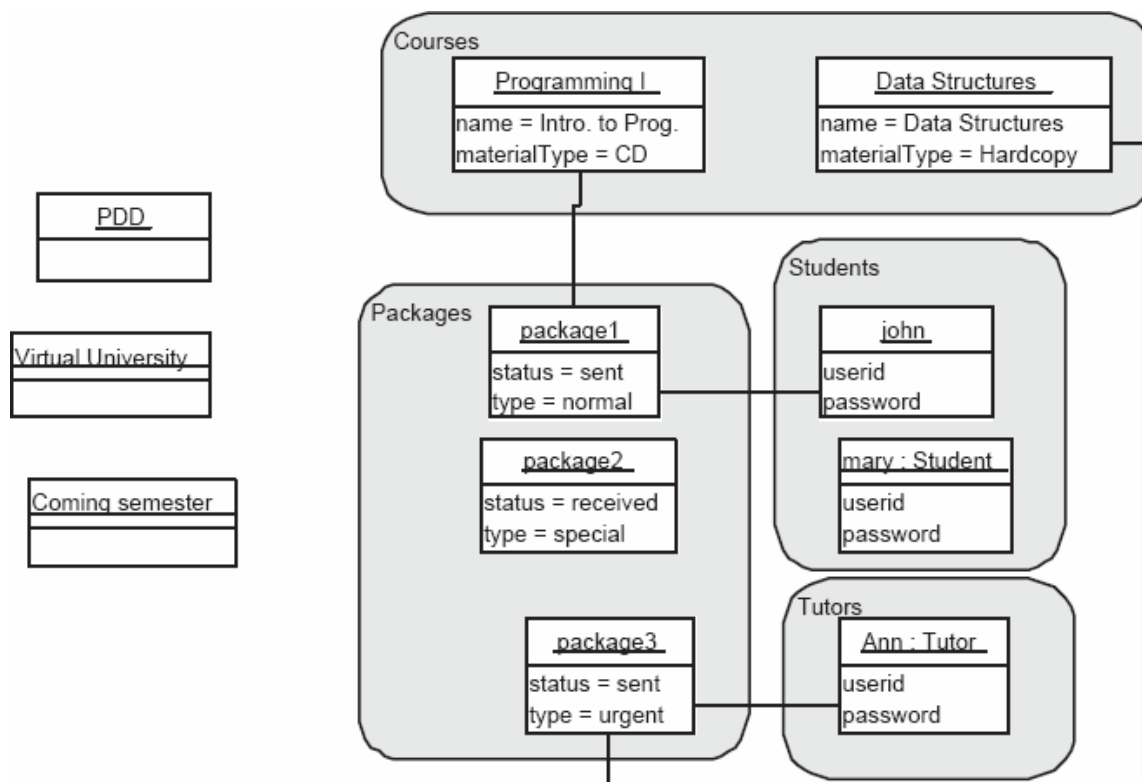 Courses
Programming I
name = Intro. to Prog.
materialType = CD
Data Structures
name = Data Structures
materialType = Hardcopy
PDD
Virtual University
Coming semester
Packages
package1
status = sent
type = normal
package2
status = received
type = special
package3
status = sent
type = urgent
Students
john
userid
password
mary : Student
userid
password
Tutors
Ann : Tutor
userid
password